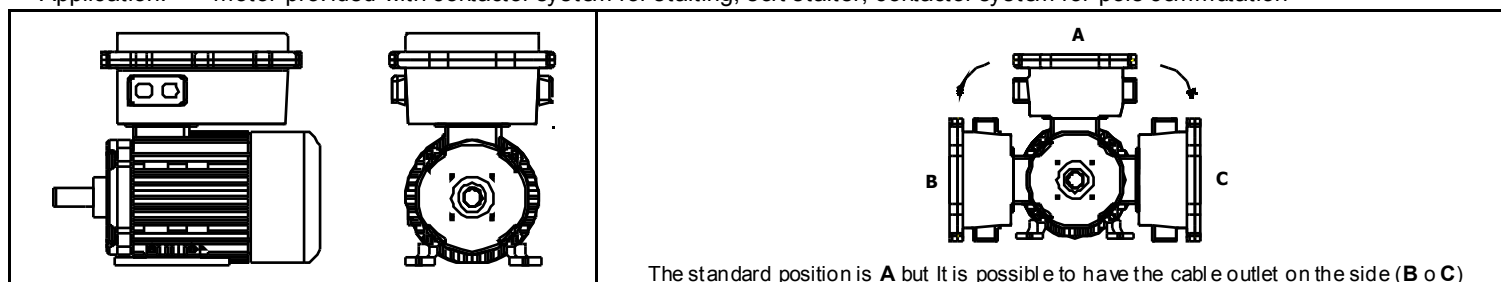 Application: Motor provided with contactor system for starting, soft starter, contactor system for pole commutation
A
B
C
The standard position is A but It is possible to have the cable outlet on the side (B o C)